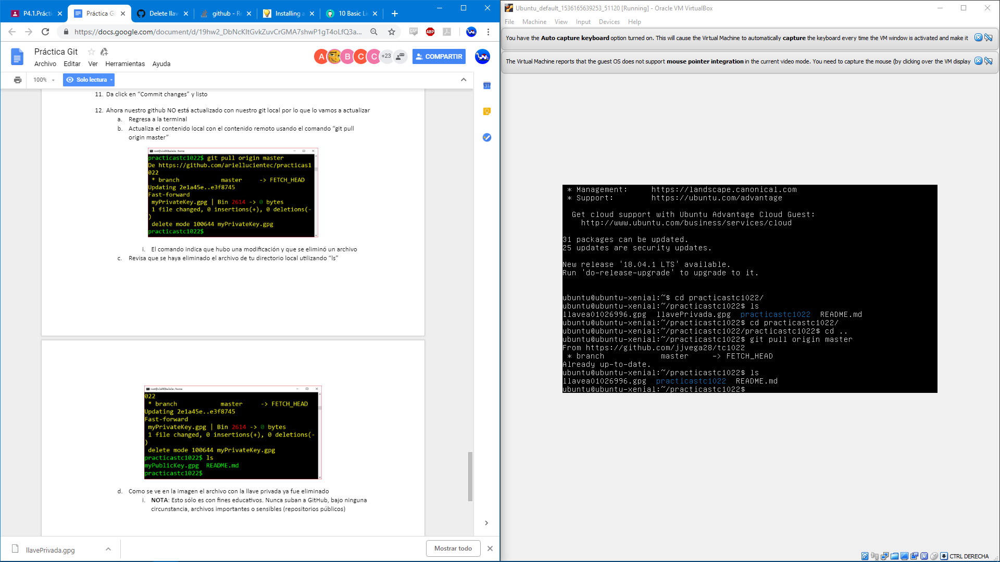 P4.1.Práctic
Práctica Gi
Delete llav
github - Re
Installing a
10 Basic Li
https://docs.google.com/document/d/19hw2_DbNcKltGvkZuvCrGMA7shwP1gT4oLfQ3a...
Práctica Git
Archivo Editar Ver Herramientas Ayuda
A B C C +23
COMPARTIR
100%
Solo lectura
11. Da click en “Commit changes” y listo
12. Ahora nuestro github NO está actualizado con nuestro git local por lo que lo vamos a actualizar
a. Regresa a la terminal
b. Actualiza el contenido local con el contenido remoto usando el comando “git pull
origin master”
practicastc1022$ git pull origin master
De https://github.com/ariellucientec/practicas1
022
* branch master -> FETCH_HEAD
Updating 2e1a45e..e3f8745
Fast-forward
myPrivateKey.gpg | Bin 2614 -> 0 bytes
1 file changed, 0 insertions(+), 0 deletions(-
)
delete mode 100644 myPrivateKey.gpg
practicastc1022$
i. El comando indica que hubo una modificación y que se eliminó un archivo
c. Revisa que se haya eliminado el archivo de tu directorio local utilizando “ls”
022
* branch master -> FETCH_HEAD
Updating 2e1a45e..e3f8745
Fast-forward
myPrivateKey.gpg | Bin 2614 -> 0 bytes
1 file changed, 0 insertions(+), 0 deletions(-
)
delete mode 100644 myPrivateKey.gpg
practicastc1022$ ls
myPublicKey.gpg README.md
practicastc1022$
d. Como se ve en la imagen el archivo con la llave privada ya fue eliminado
i. NOTA: Esto sólo es con fines educativos. Nunca suban a GitHub, bajo ninguna
circunstancia, archivos importantes o sensibles (repositorios públicos)
llavePrivada.gpg
Mostrar todo
Ubuntu_default_1536165639253_51120 [Running] - Oracle VM VirtualBox
File Machine View Input Devices Help
You have the Auto capture keyboard option turned on. This will cause the Virtual Machine to automatically capture the keyboard every time the VM window is activated and make it
The Virtual Machine reports that the guest OS does not support mouse pointer integration in the current video mode. You need to capture the mouse (by clicking over the VM display
* Management: https://landscape.canonical.com
* Support: https://ubuntu.com/advantage
Get cloud support with Ubuntu Advantage Cloud Guest:
http://www.ubuntu.com/business/services/cloud
31 packages can be updated.
25 updates are security updates.
New release '18.04.1 LTS' available.
Run 'do-release-upgrade' to upgrade to it.
ubuntu@ubuntu-xenial:~$ cd practicastc1022/
ubuntu@ubuntu-xenial:~/practicastc1022$ ls
llavea01026996.gpg llavePrivada.gpg practicastc1022 README.md
ubuntu@ubuntu-xenial:~/practicastc1022$ cd practicastc1022/
ubuntu@ubuntu-xenial:~/practicastc1022/practicastc1022$ cd ..
ubuntu@ubuntu-xenial:~/practicastc1022$ git pull origin master
From https://github.com/jjvega28/tc1022
* branch master -> FETCH_HEAD
Already up-to-date.
ubuntu@ubuntu-xenial:~/practicastc1022$ ls
llavea01026996.gpg practicastc1022 README.md
ubuntu@ubuntu-xenial:~/practicastc1022$
CTRL DERECHA